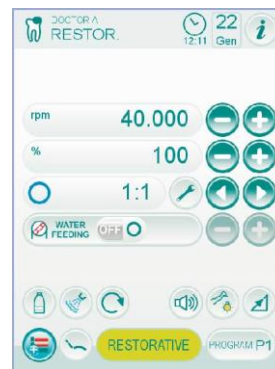 DOCTOR A
RESTOR.
12:11
22
Gen
i
rpm 40.000
% 100
1:1
WATER FEEDING OFF
RESTORATIVE
PROGRAM P1